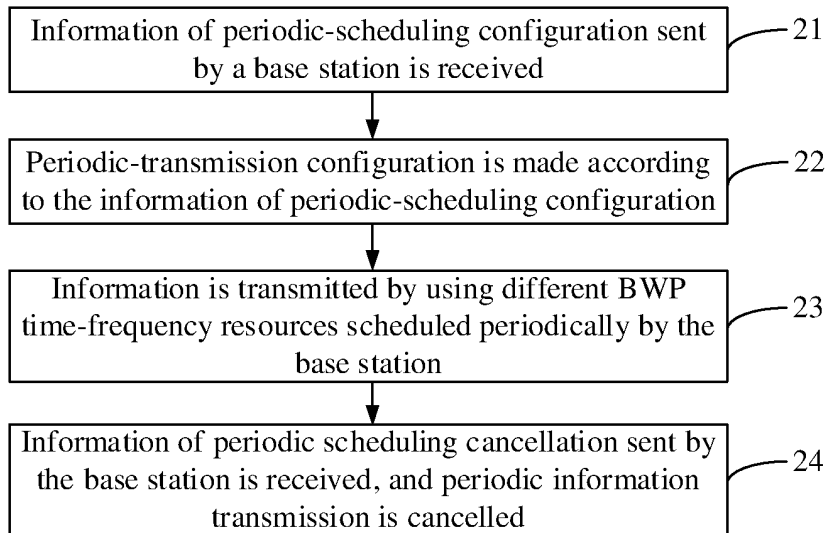 Information of periodic-scheduling configuration sent
by a base station is received
21
Periodic-transmission configuration is made according
to the information of periodic-scheduling configuration
22
Information is transmitted by using different BWP
time-frequency resources scheduled periodically by the
base station
23
Information of periodic scheduling cancellation sent by
the base station is received, and periodic information
transmission is cancelled
24